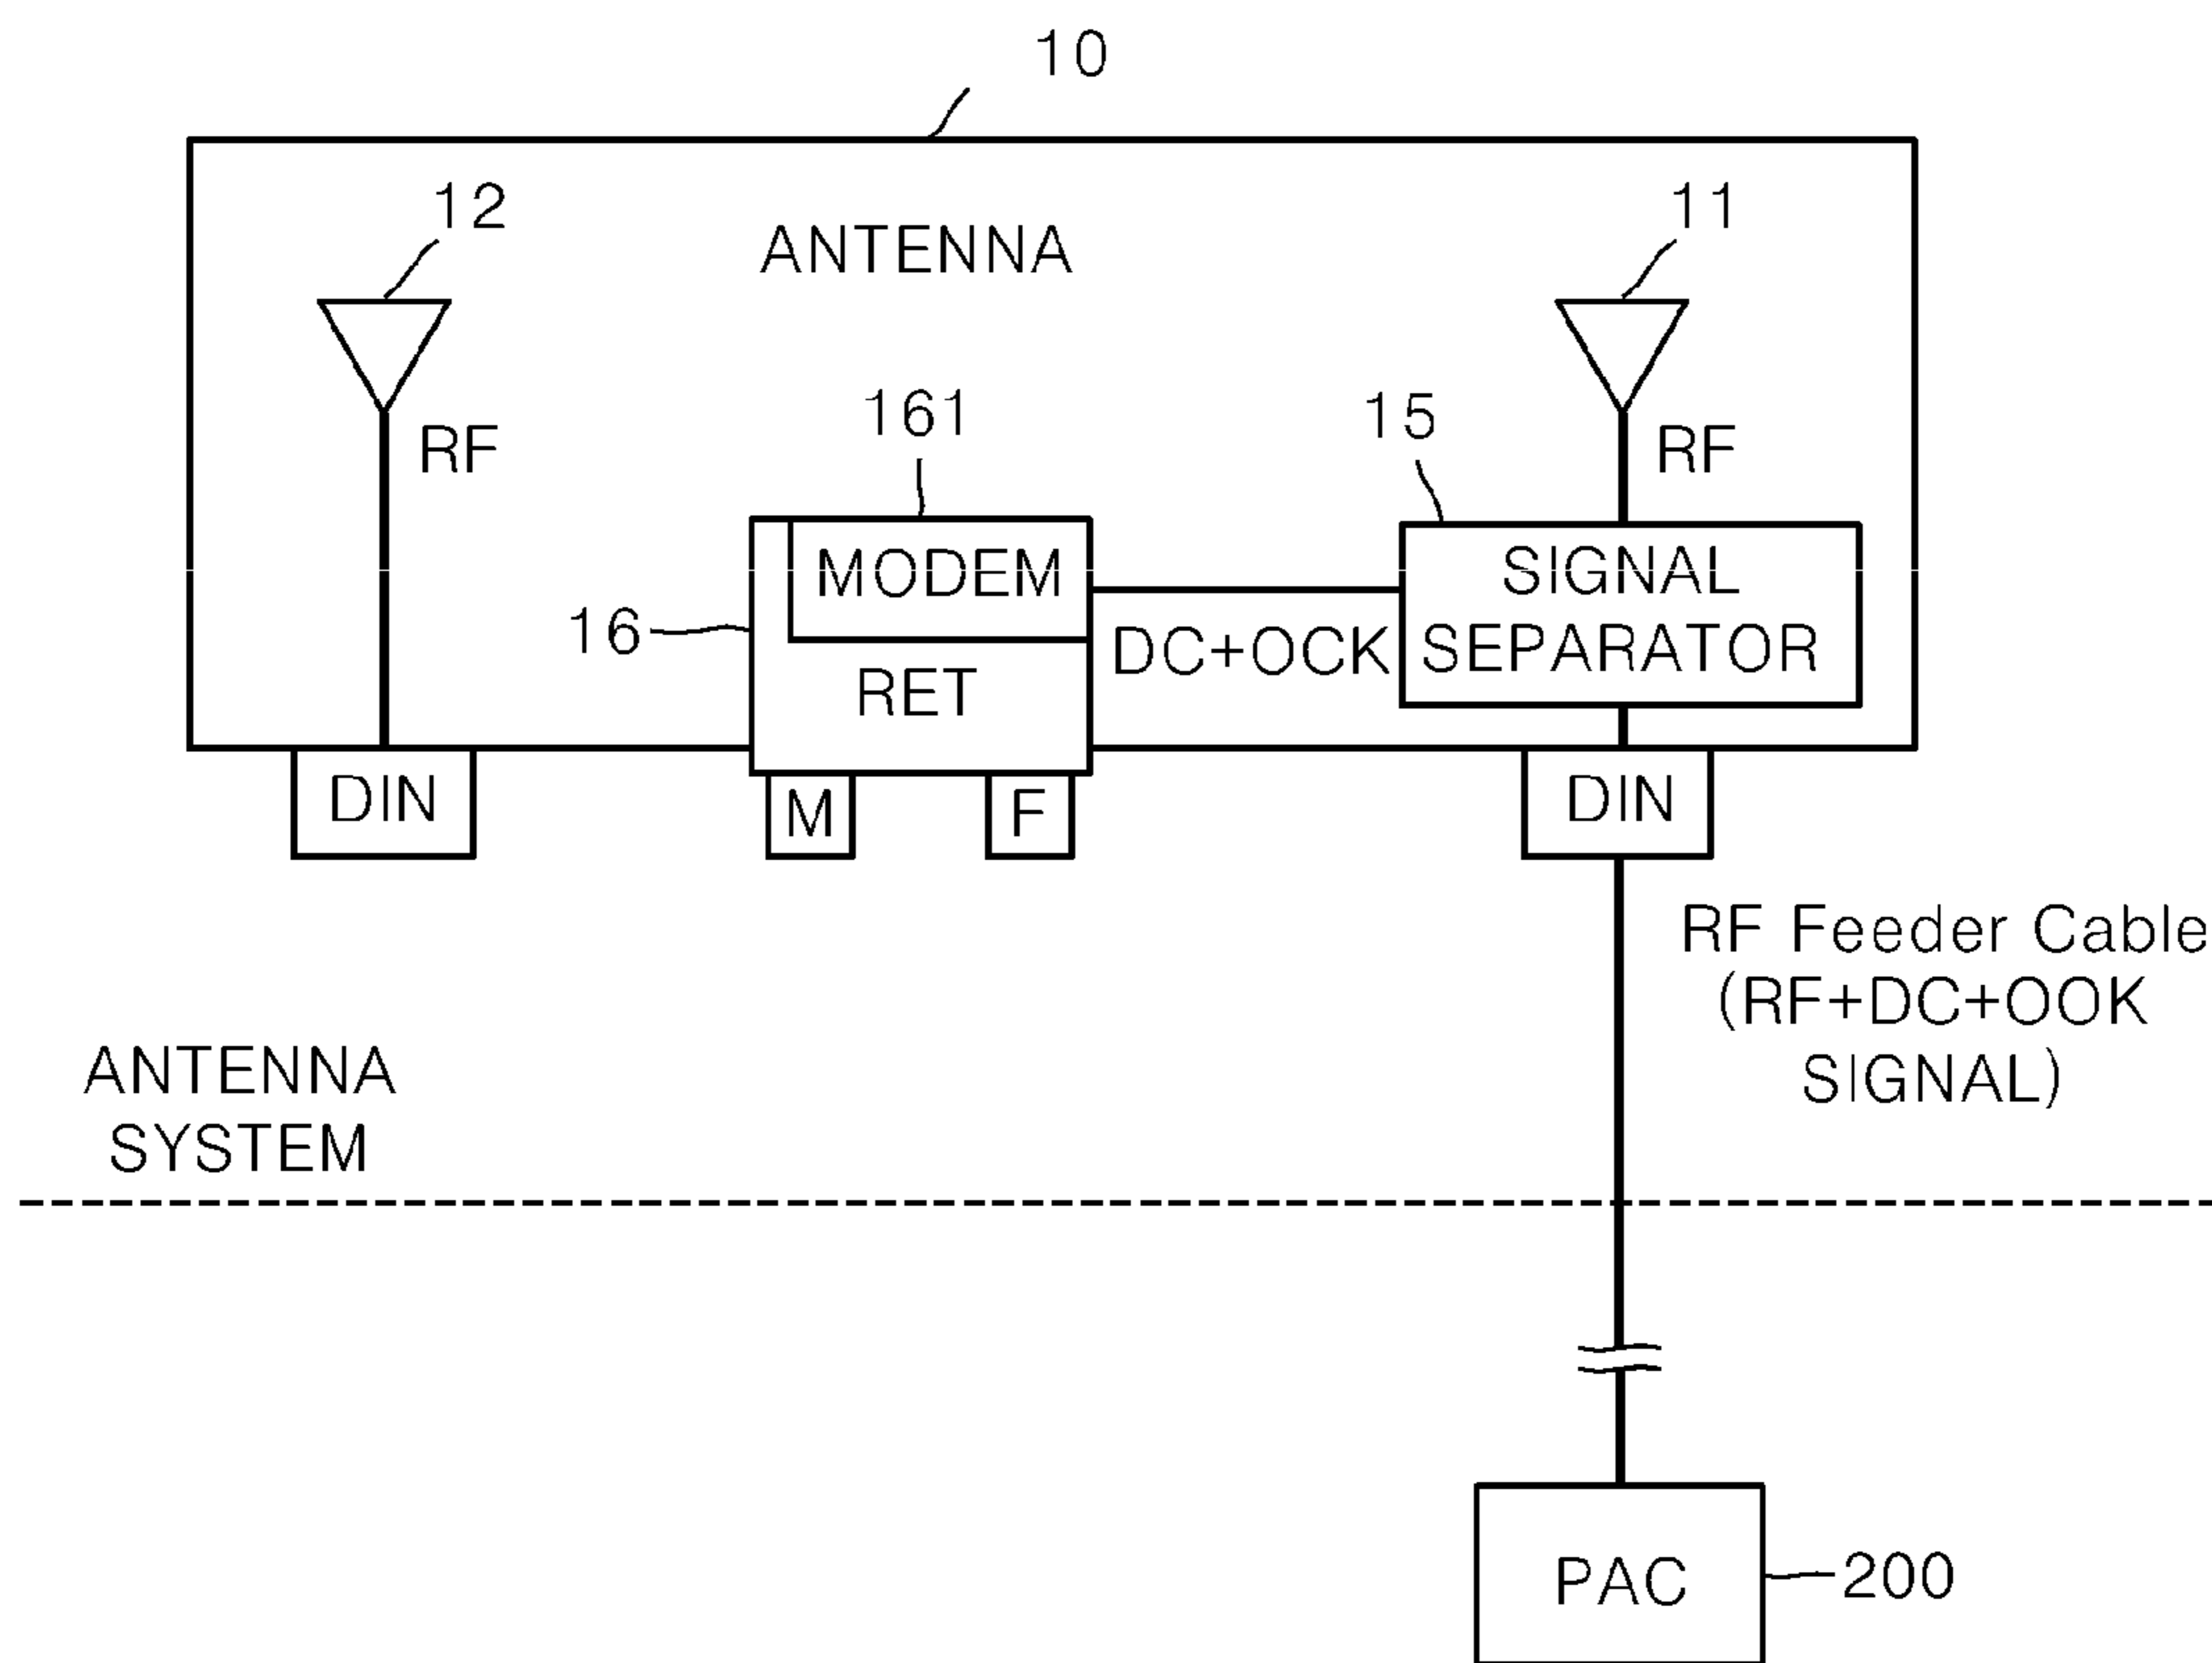 10
12
ANTENNA
11
RF
161
15
RF
MODEM
SIGNAL
SEPARATOR
16
DC+OCK
RET
DIN
M
F
DIN
RF Feeder Cable
(RF+DC+OOK
SIGNAL)
ANTENNA
SYSTEM
PAC
200